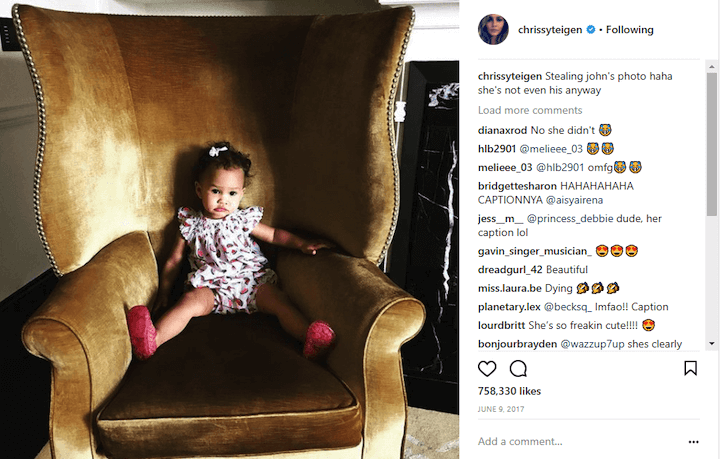 chrissyteigen • Following
chrissyteigen Stealing john's photo haha
she's not even his anyway
Load more comments
dianaxrod No she didn't
hlb2901 @melieee_03
melieee_03 @hlb2901 omfg
bridgettesharon HAHAHAHAHA
CAPTIONNYA @aisyairena
jess__m__ @princess_debbie dude, her
caption lol
gavin_singer_musician_
dreadgurl_42 Beautiful
miss.laura.be Dying
planetary.lex @becksq_ lmfao!! Caption
lourdbritt She's so freakin cute!!!!
bonjourbrayden @wazzup7up shes clearly
758,330 likes
JUNE 9, 2017
Add a comment...